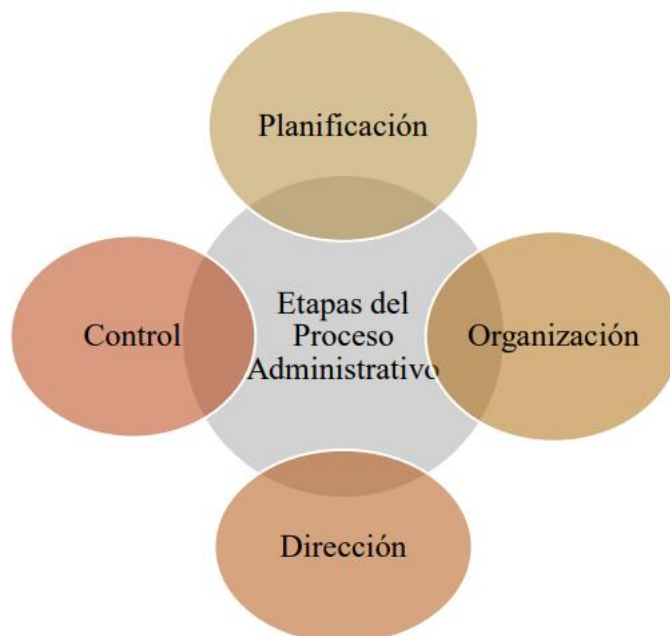 Planificación
Control
Etapas del
Proceso
Administrativo
Organización
Dirección